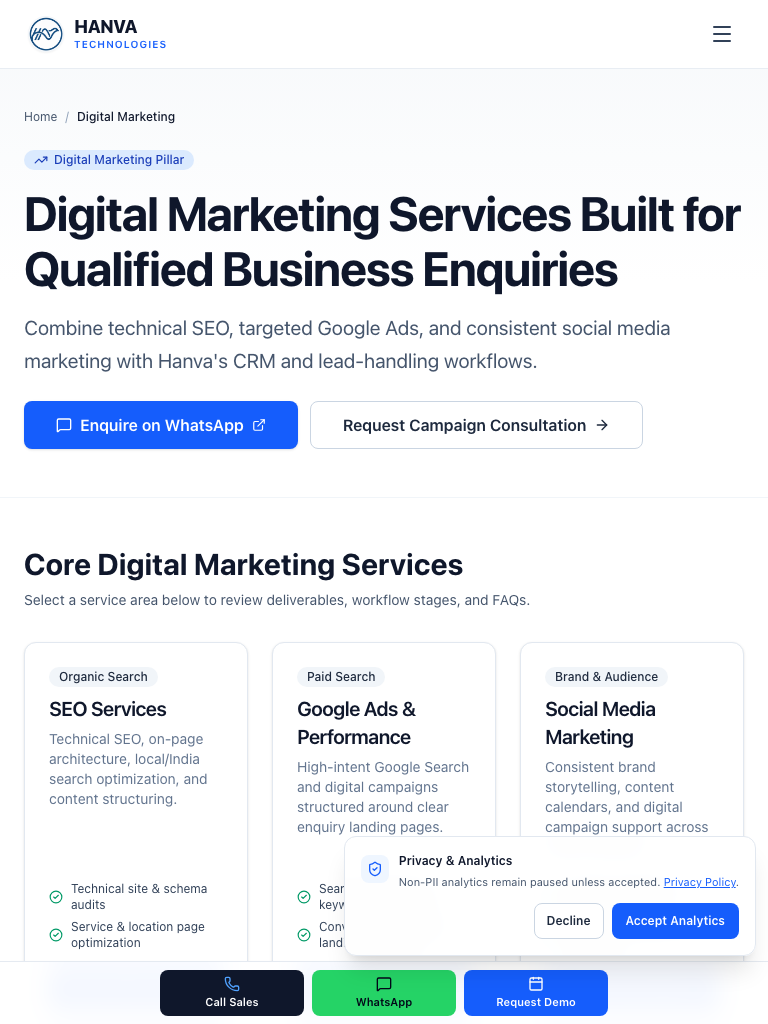 HANVA
TECHNOLOGIES
Home / Digital Marketing
Digital Marketing Pillar
Digital Marketing Services Built for
Qualified Business Enquiries
Combine technical SEO, targeted Google Ads, and consistent social media
marketing with Hanva's CRM and lead-handling workflows.
Enquire on WhatsApp
Request Campaign Consultation
Core Digital Marketing Services
Select a service area below to review deliverables, workflow stages, and FAQs.
Organic Search
SEO Services
Technical SEO, on-page
architecture, local/India
search optimization, and
content structuring.
Technical site & schema
audits
Service & location page
optimization
Paid Search
Google Ads &
Performance
High-intent Google Search
and digital campaigns
structured around clear
enquiry landing pages.
Brand & Audience
Social Media
Marketing
Consistent brand
storytelling, content
calendars, and digital
campaign support across
Privacy & Analytics
Non-PII analytics remain paused unless accepted. Privacy Policy.
Decline
Accept Analytics
Call Sales
WhatsApp
Request Demo